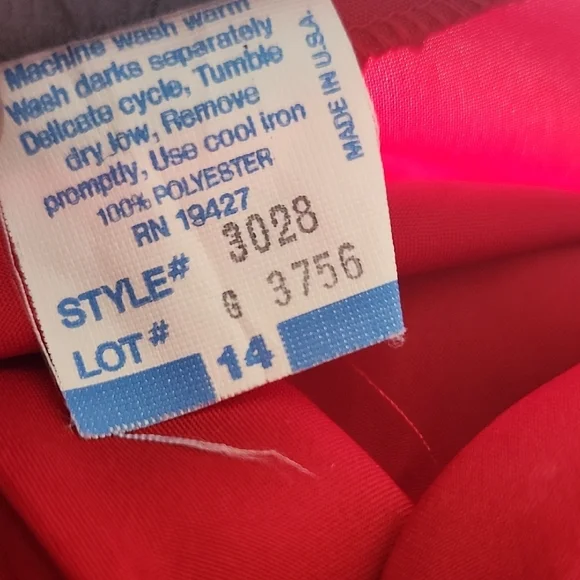 Machine wash warm
Wash darks separately
Delicate cycle, Tumble
dry low, Remove
promptly, Use cool iron
100% POLYESTER
RN 19427
STYLE# 3028
LOT# G 3756
14
MADE IN U.S.A.